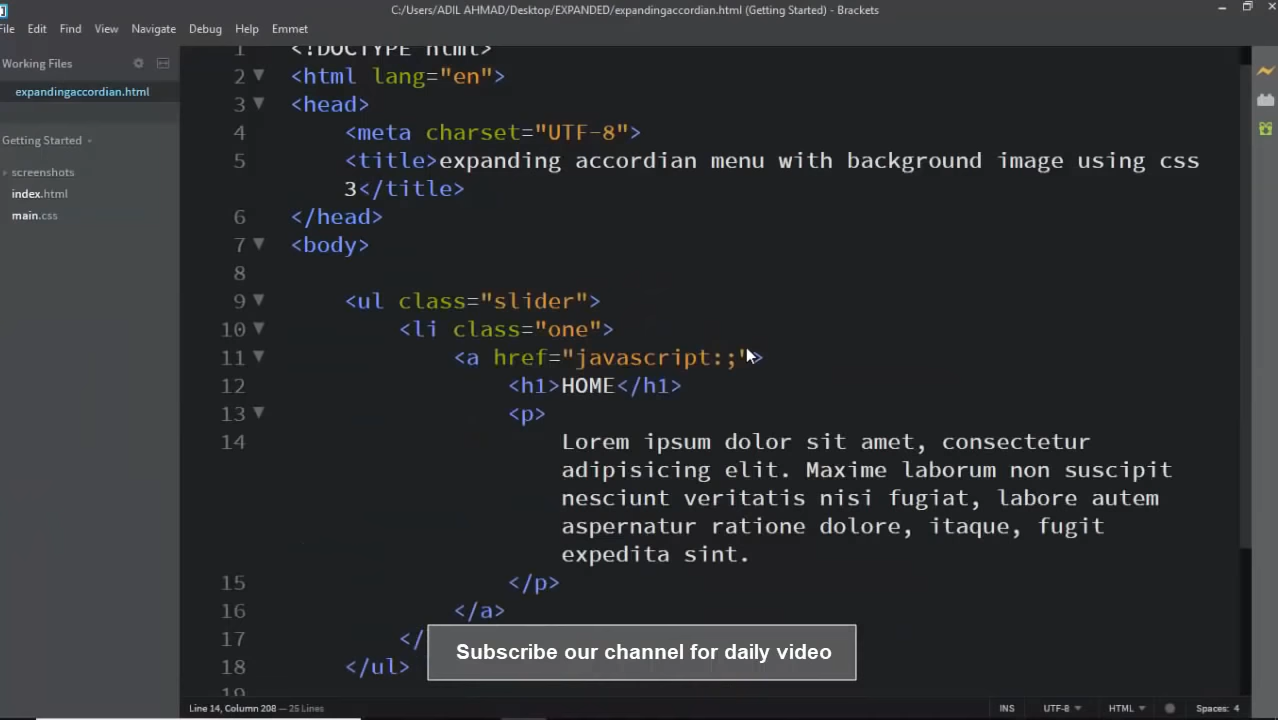 C:/Users/ADIL AHMAD/Desktop/EXPANDED/expandingaccordian.html (Getting Started) - Brackets
File Edit Find View Navigate Debug Help Emmet
Working Files
expandingaccordian.html
Getting Started
screenshots
index.html
main.css
1 <!DOCTYPE html>
2 <html lang="en">
3 <head>
4 <meta charset="UTF-8">
5 <title>expanding accordian menu with background image using css
3</title>
6 </head>
7 <body>
8
9 <ul class="slider">
10 <li class="one">
11 <a href="javascript:;">
12 <h1>HOME</h1>
13 <p>
14 Lorem ipsum dolor sit amet, consectetur
adipisicing elit. Maxime laborum non suscipit
nesciunt veritatis nisi fugiat, labore autem
aspernatur ratione dolore, itaque, fugit
expedita sint.
15 </p>
16 </a>
17 </
18 </ul>
19
Subscribe our channel for daily video
Line 14, Column 208 — 25 Lines
INS UTF-8 HTML Spaces: 4